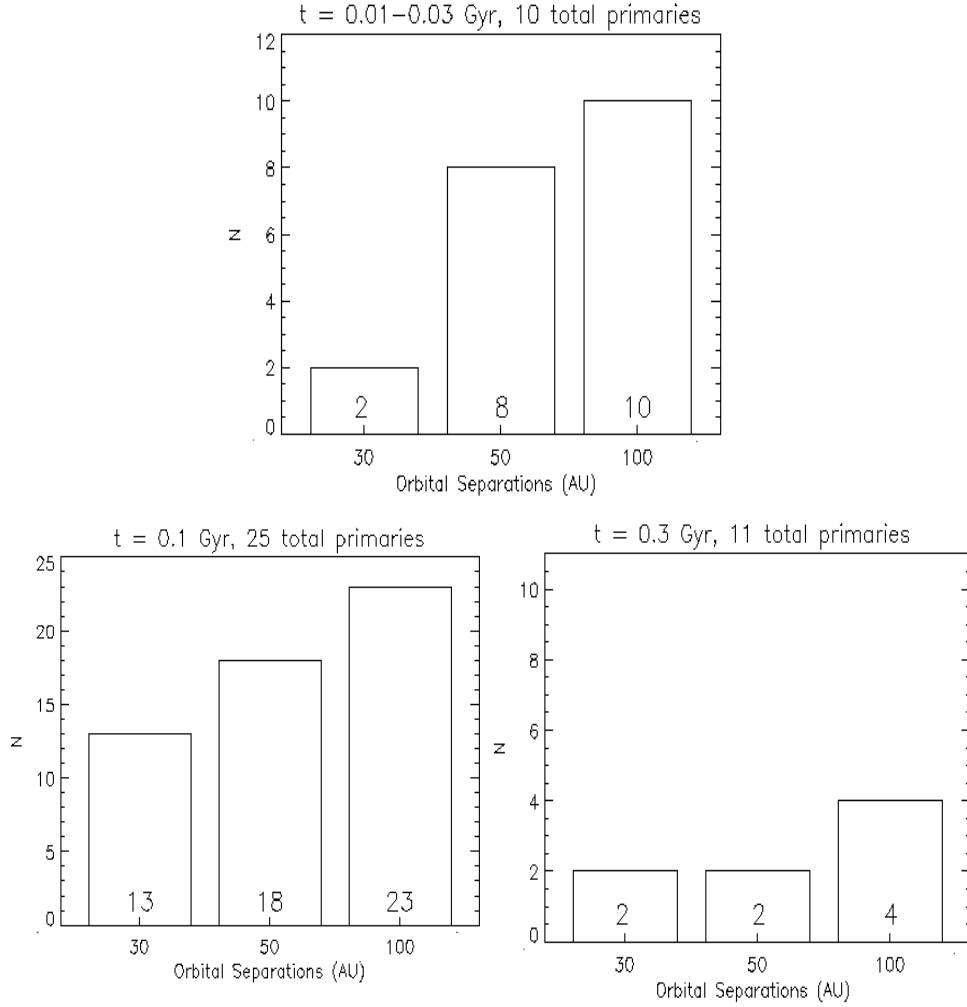 t = 0.01−0.03 Gyr, 10 total primaries
12
10
8
6
4
2
0
N
2
8
10
30 50 100
Orbital Separations (AU)
t = 0.1 Gyr, 25 total primaries
25
20
15
10
5
0
N
13
18
23
30 50 100
Orbital Separations (AU)
t = 0.3 Gyr, 11 total primaries
10
8
6
4
2
0
N
2
2
4
30 50 100
Orbital Separations (AU)